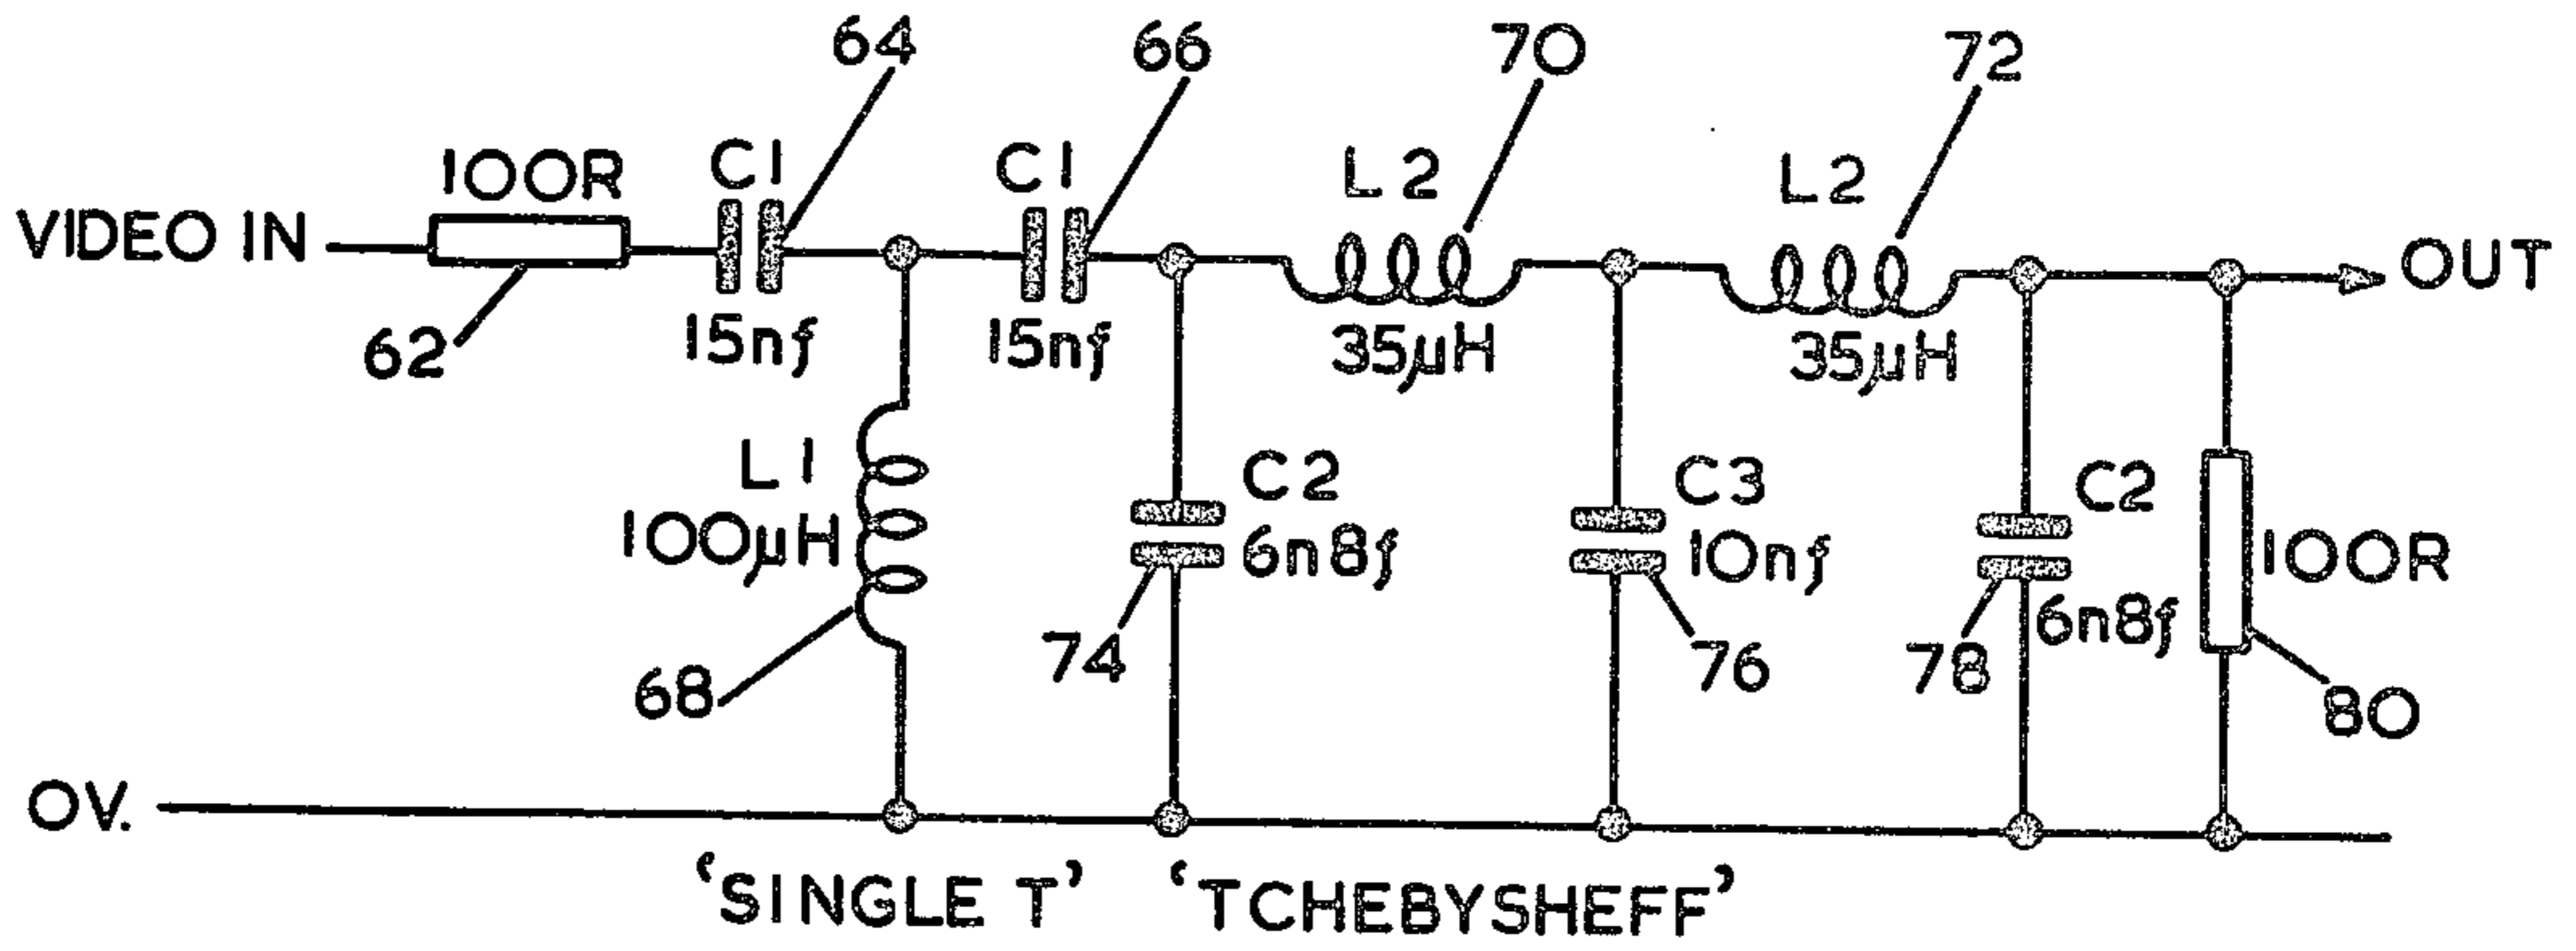 64
66
70
72
100R
C1
C1
L2
L2
VIDEO IN
OUT
62
15nf
15nf
35μH
35μH
L1
100μH
C2
6n8f
C3
10nf
C2
6n8f
100R
68
74
76
78
80
OV.
'SINGLE T' 'TCHEBYSHEFF'